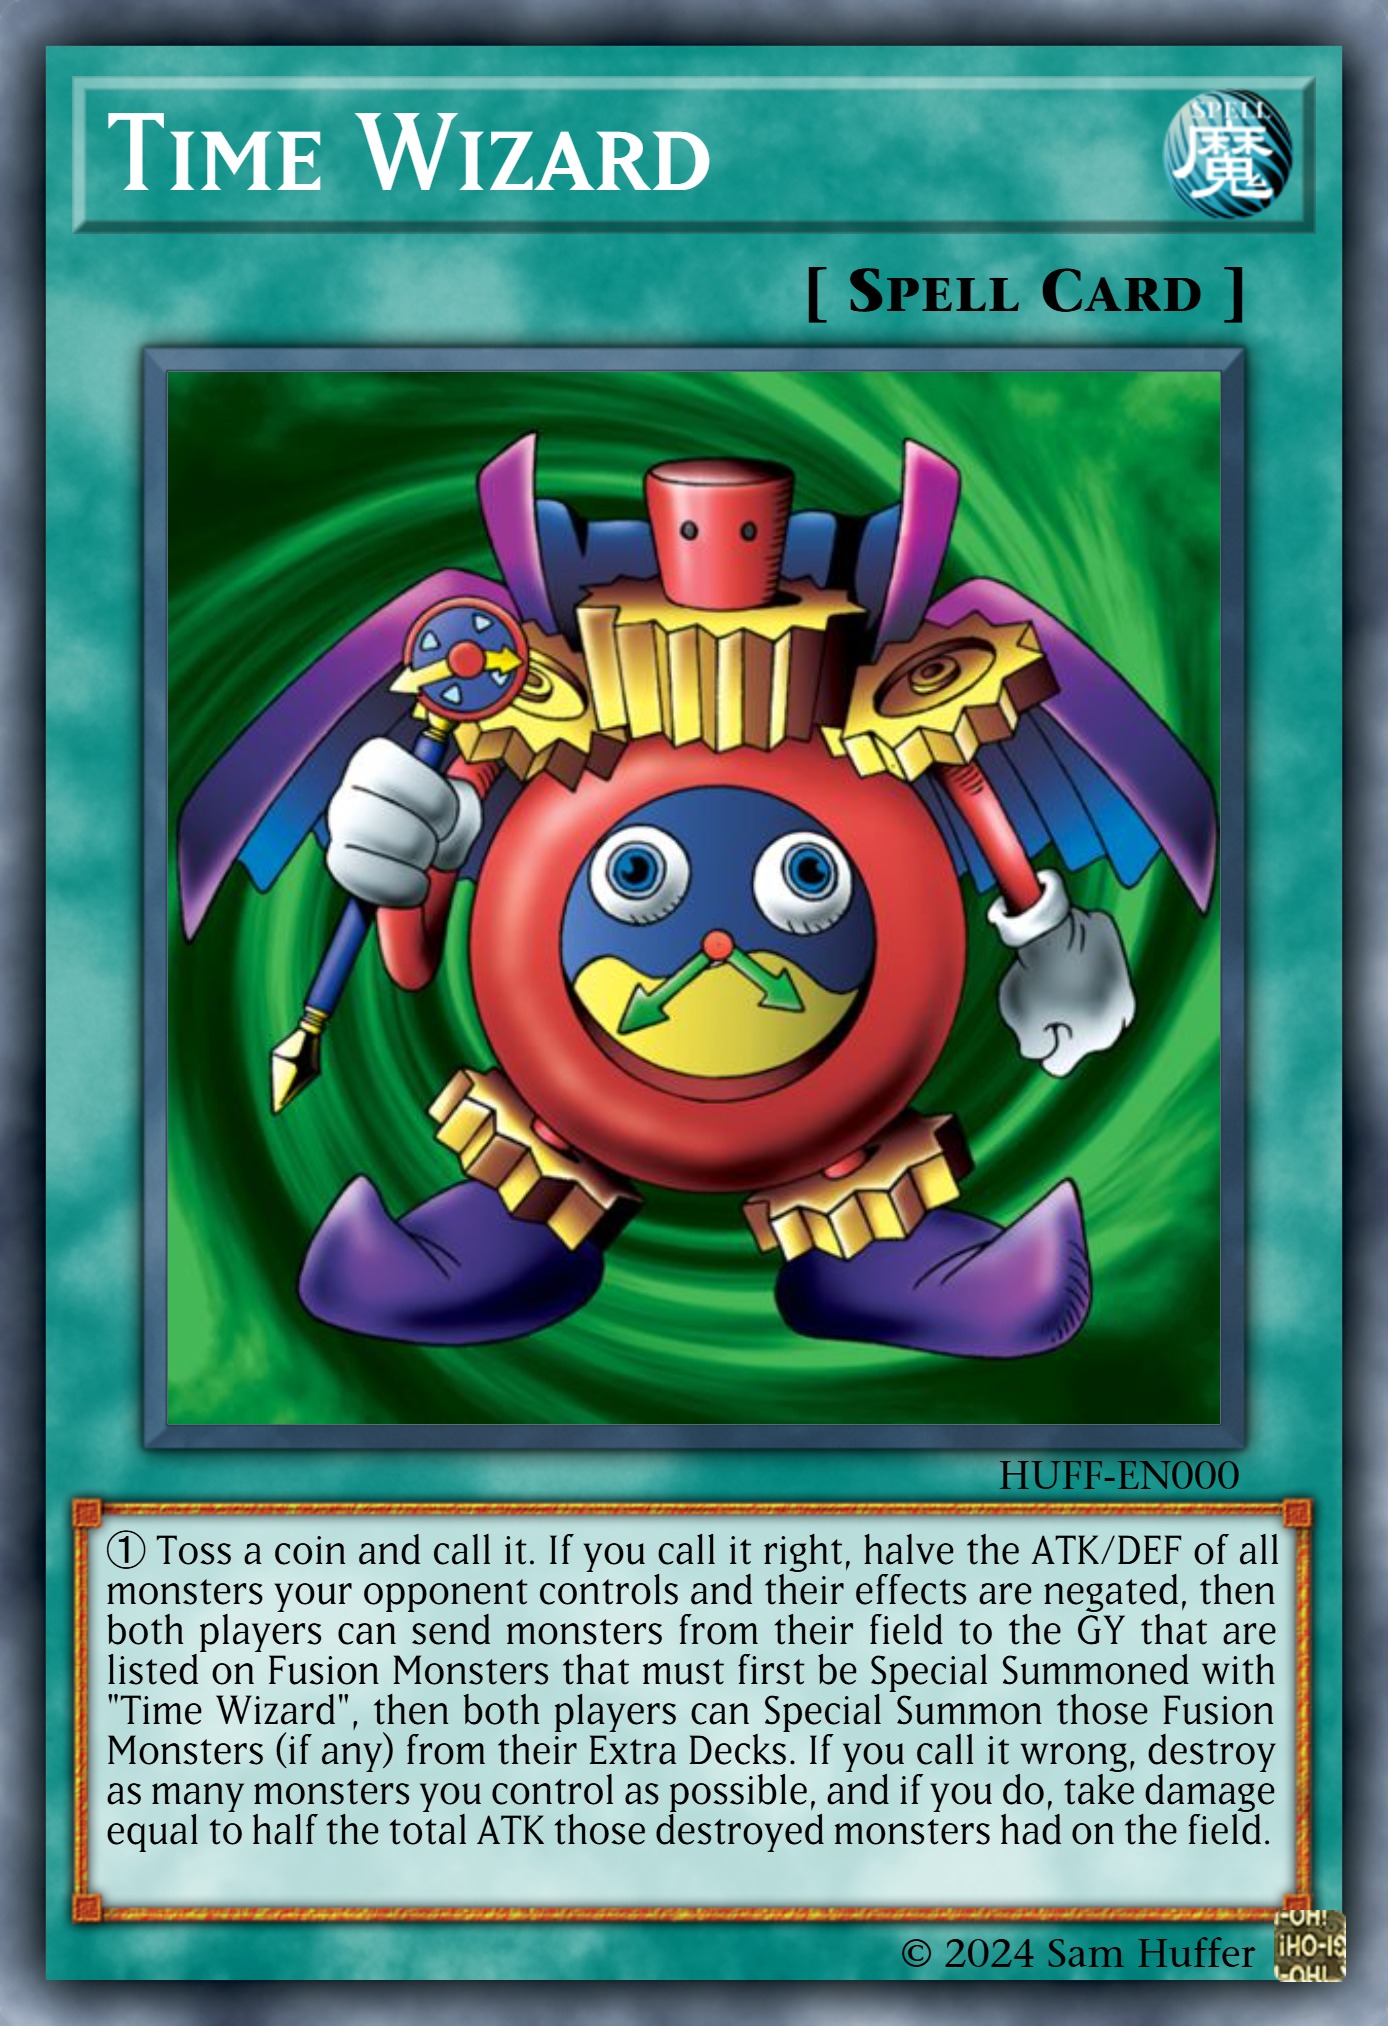 TIME WIZARD
SPELL
魔
[ SPELL CARD ]
HUFF-EN000
① Toss a coin and call it. If you call it right, halve the ATK/DEF of all
monsters your opponent controls and their effects are negated, then
both players can send monsters from their field to the GY that are
listed on Fusion Monsters that must first be Special Summoned with
"Time Wizard", then both players can Special Summon those Fusion
Monsters (if any) from their Extra Decks. If you call it wrong, destroy
as many monsters you control as possible, and if you do, take damage
equal to half the total ATK those destroyed monsters had on the field.
© 2024 Sam Huffer
-OH!
iHO-IS
-OH!